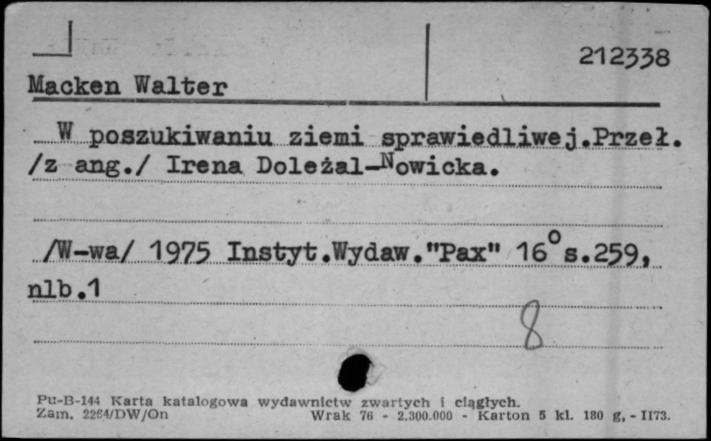 212338
Macken Walter
W poszukiwaniu ziemi sprawiedliwej.Przeł.
/z ang./ Irena Doleżal-Nowicka.
/W-wa/ 1975 Instyt.Wydaw."Pax" 16° s.259,
nlb.1
8
Pu-B-144 Karta katalogowa wydawnictw zwartych i ciągłych.
Zam. 2264/DW/On Wrak 76 - 2.300.000 - Karton 5 kl. 180 g, - II73.